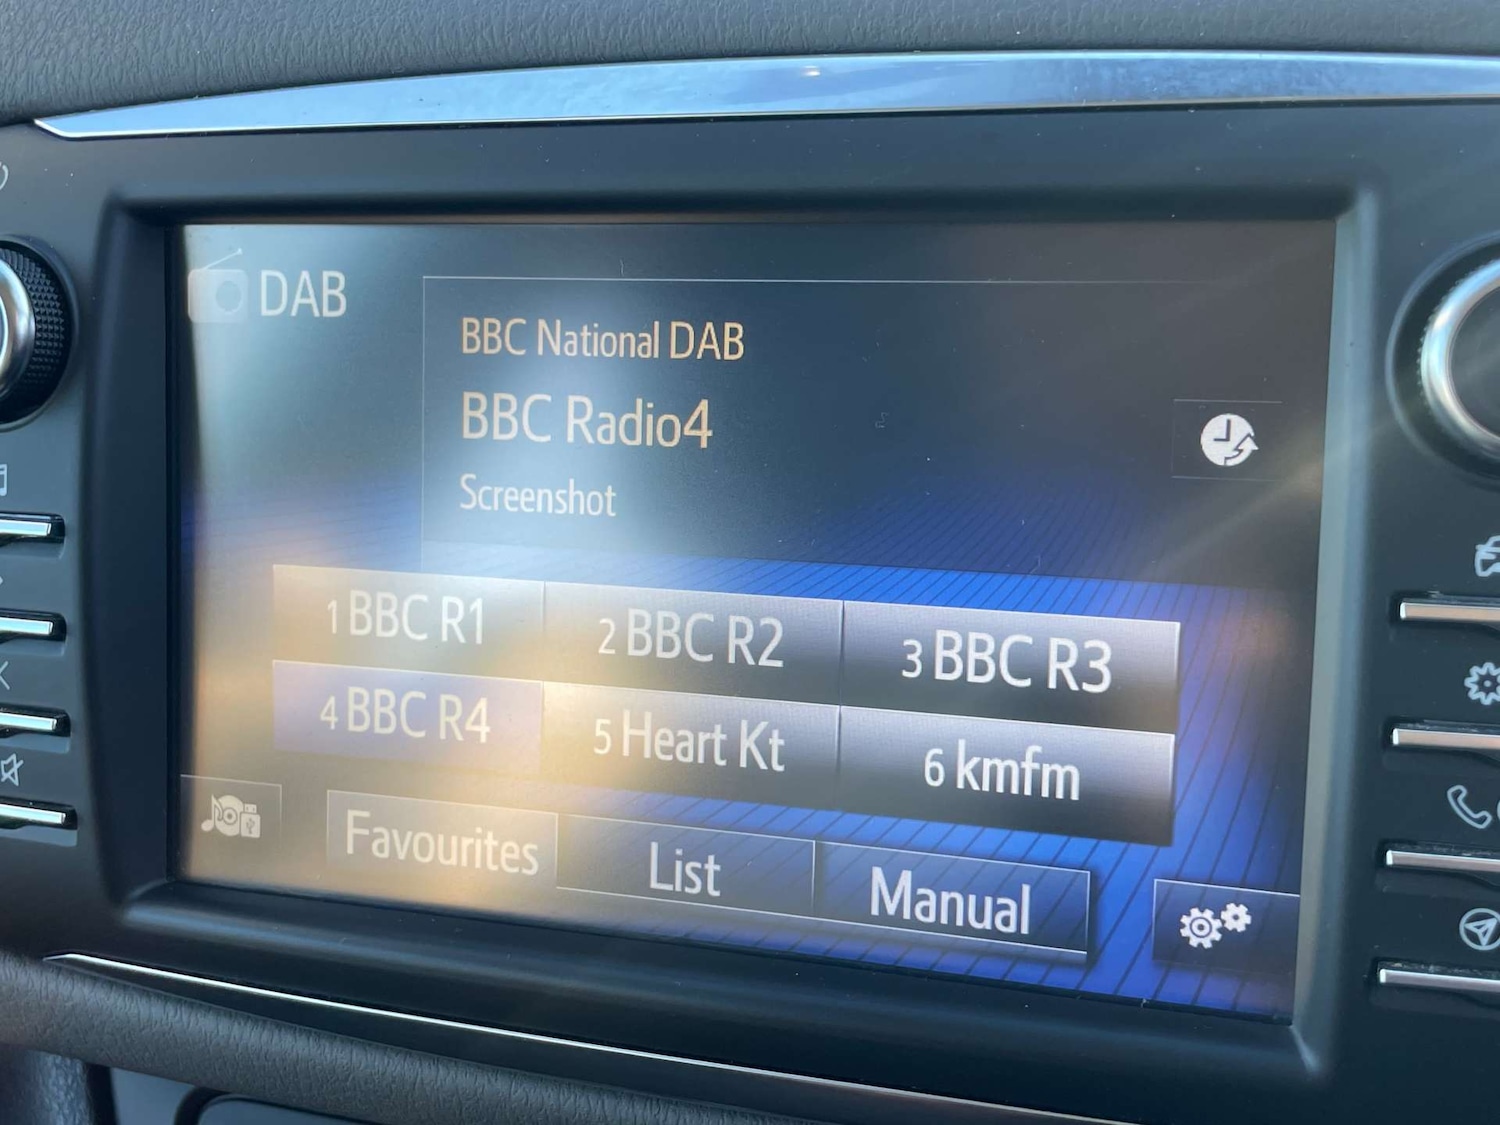 DAB
BBC National DAB
BBC Radio4
Screenshot
1 BBC R1
2 BBC R2
3 BBC R3
4 BBC R4
5 Heart Kt
6 kmfm
Favourites
List
Manual